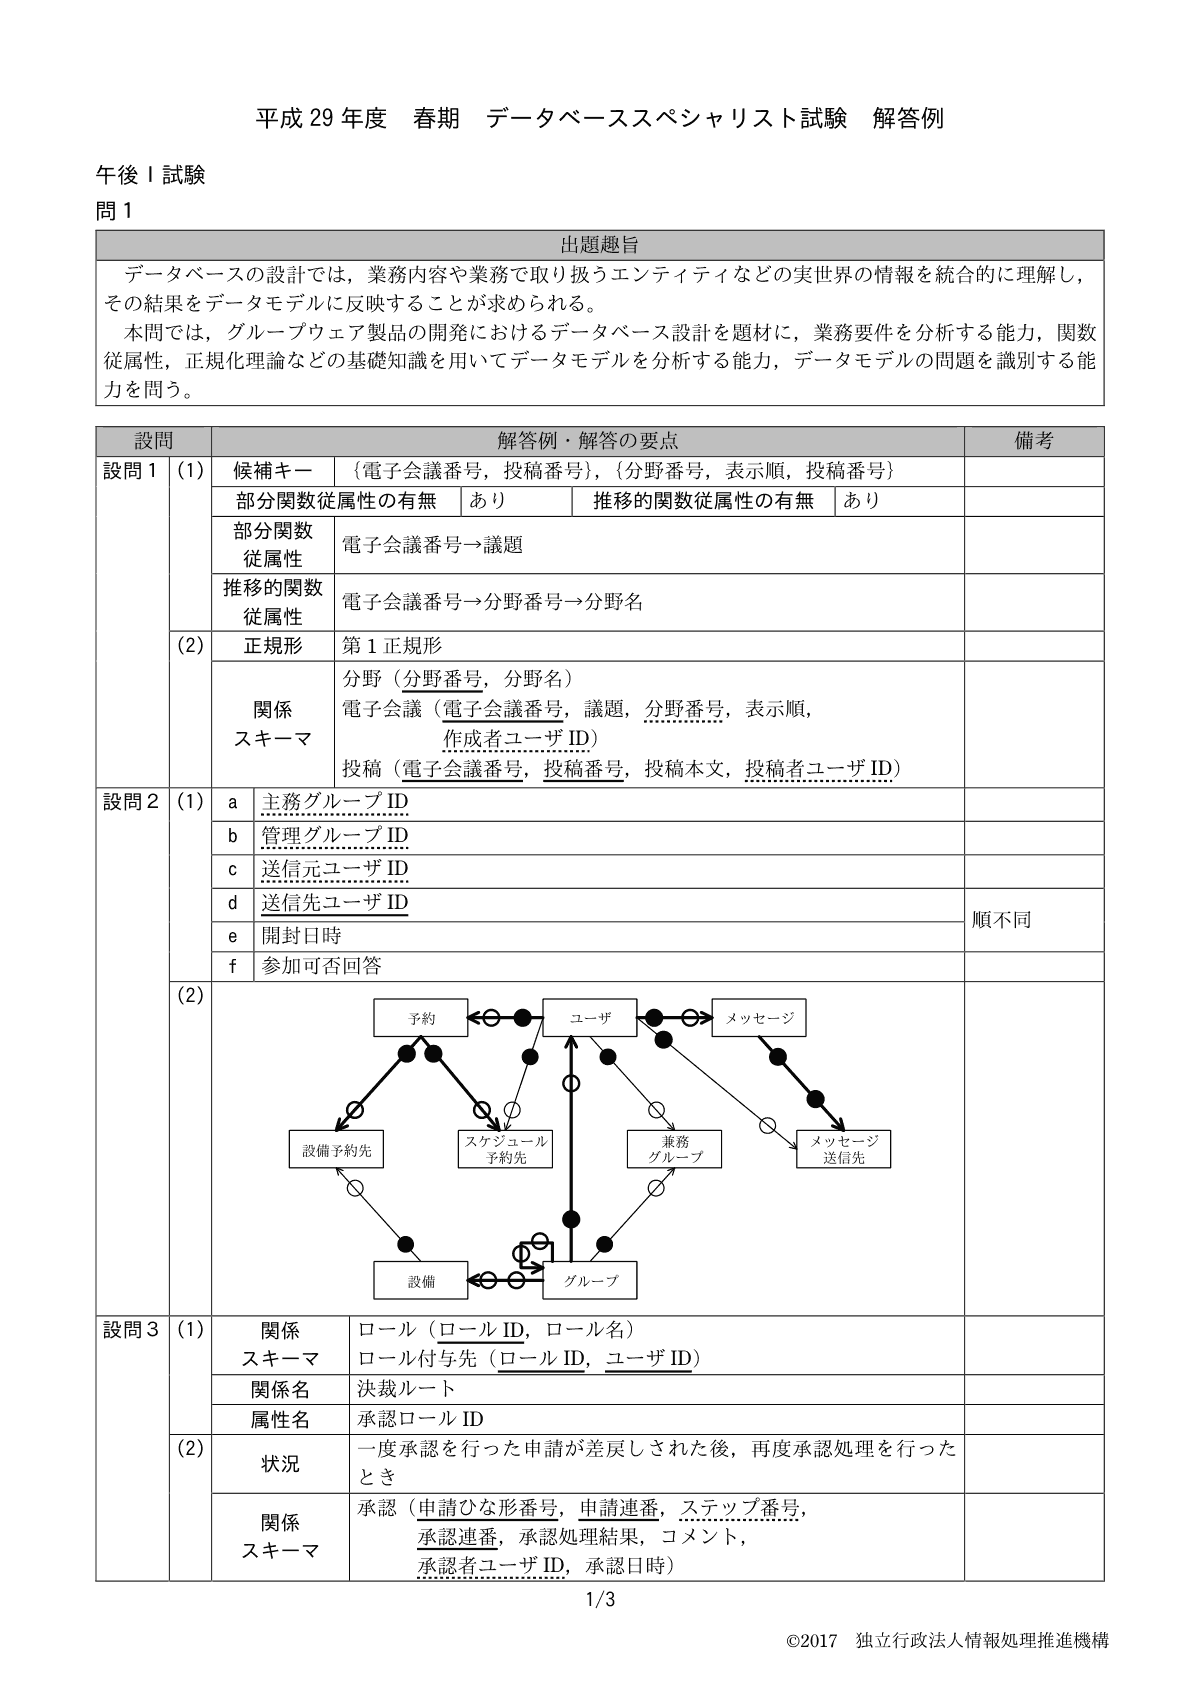 平成 29 年度　春期　データベーススペシャリスト試験　解答例
午後Ⅰ試験
問 1
出題趣旨
データベースの設計では，業務内容や業務で取り扱うエンティティなどの実世界の情報を統合的に理解し，
その結果をデータモデルに反映することが求められる。
本問では，グループウェア製品の開発におけるデータベース設計を題材に，業務要件を分析する能力，関数
従属性，正規化理論などの基礎知識を用いてデータモデルを分析する能力，データモデルの問題を識別する能
力を問う。
設問　解答例・解答の要点　備考
設問 1　(1)　候補キー　{電子会議番号，投稿番号}，{分野番号，表示順，投稿番号}
部分関数従属性の有無　あり　推移的関数従属性の有無　あり
部分関数
従属性
電子会議番号→議題
推移的関数
従属性
電子会議番号→分野番号→分野名
(2)　正規形　第 1 正規形
関係
スキーマ
分野（分野番号，分野名）
電子会議（電子会議番号，議題，分野番号，表示順，
作成者ユーザ ID）
投稿（電子会議番号，投稿番号，投稿本文，投稿者ユーザ ID）
設問 2　(1)　a　主務グループ ID
b　管理グループ ID
c　送信元ユーザ ID
d　送信先ユーザ ID
e　開封日時
順不同
f　参加可否回答
(2)
予約　ユーザ　メッセージ
設備予約先
スケジュール
予約先
兼務
グループ
メッセージ
送信先
設備　グループ
設問 3　(1)　関係
スキーマ
ロール（ロール ID，ロール名）
ロール付与先（ロール ID，ユーザ ID）
関係名　決裁ルート
属性名　承認ロール ID
(2)　状況
一度承認を行った申請が差戻しされた後，再度承認処理を行った
とき
関係
スキーマ
承認（申請ひな形番号，申請連番，ステップ番号，
承認連番，承認処理結果，コメント，
承認者ユーザ ID，承認日時）
1/3
©2017　独立行政法人情報処理推進機構